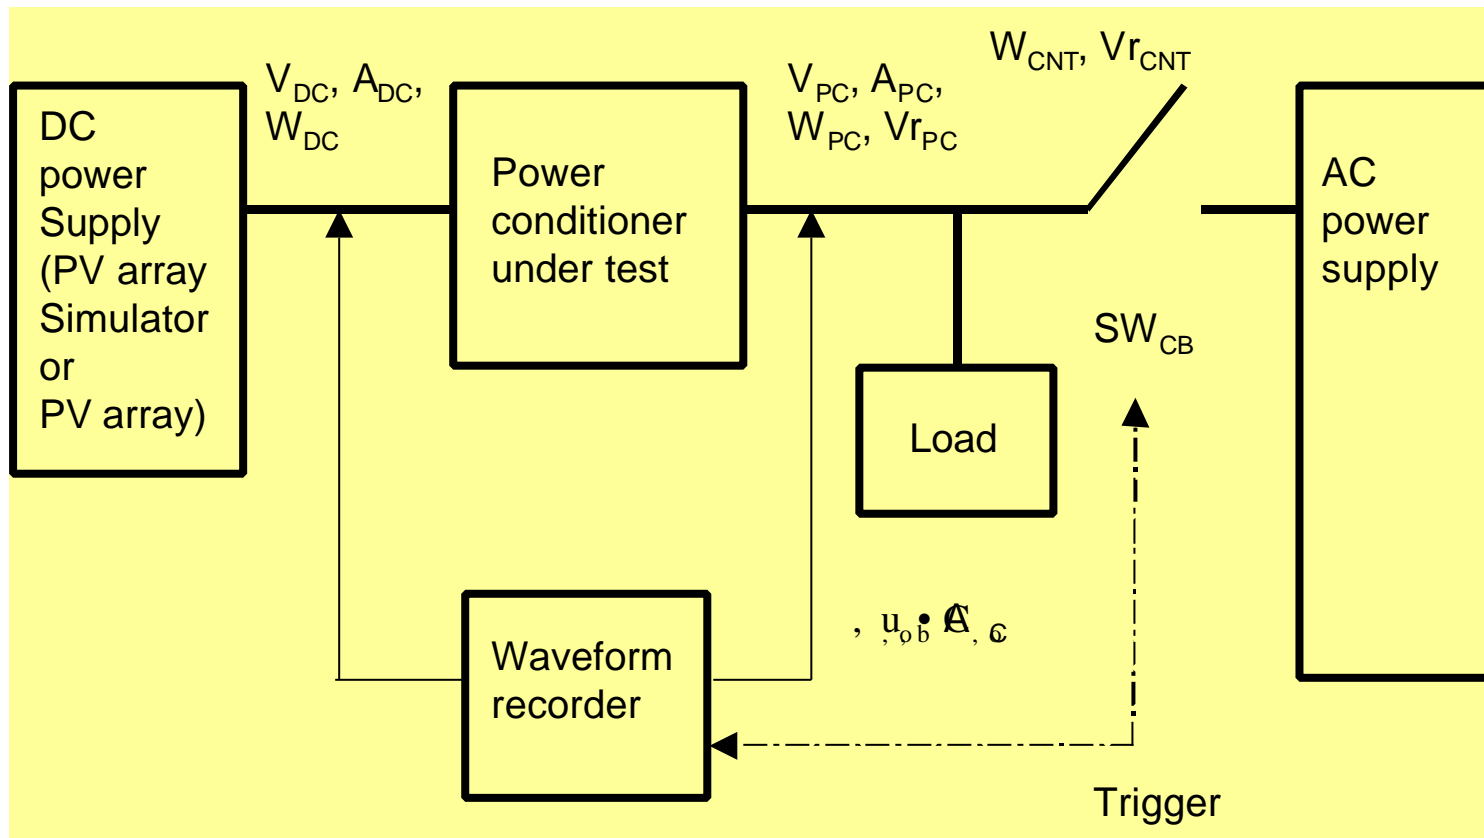 DC
power
Supply
(PV array
Simulator
or
PV array)
V_DC, A_DC,
W_DC
Power
conditioner
under test
V_PC, A_PC,
W_PC, Vr_PC
W_CNT, Vr_CNT
AC
power
supply
SW_CB
Load
Waveform
recorder
Trigger